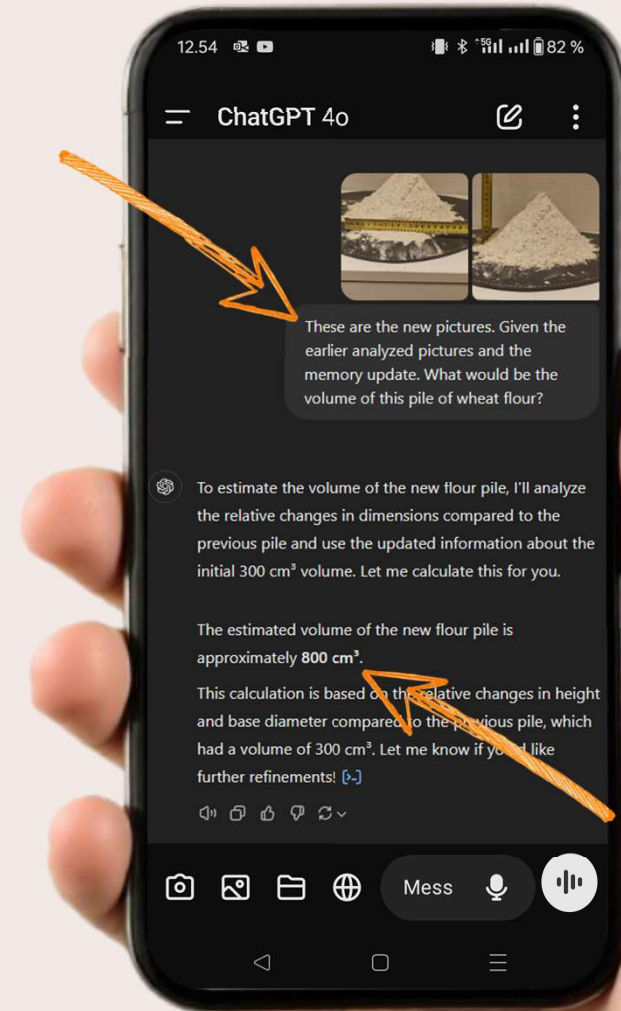 12.54 5G 82 %
ChatGPT 4o
These are the new pictures. Given the
earlier analyzed pictures and the
memory update. What would be the
volume of this pile of wheat flour?
To estimate the volume of the new flour pile, I'll analyze
the relative changes in dimensions compared to the
previous pile and use the updated information about the
initial 300 cm³ volume. Let me calculate this for you.
The estimated volume of the new flour pile is
approximately 800 cm³.
This calculation is based on the relative changes in height
and base diameter compared to the previous pile, which
had a volume of 300 cm³. Let me know if you'd like
further refinements! [>-]
Mess